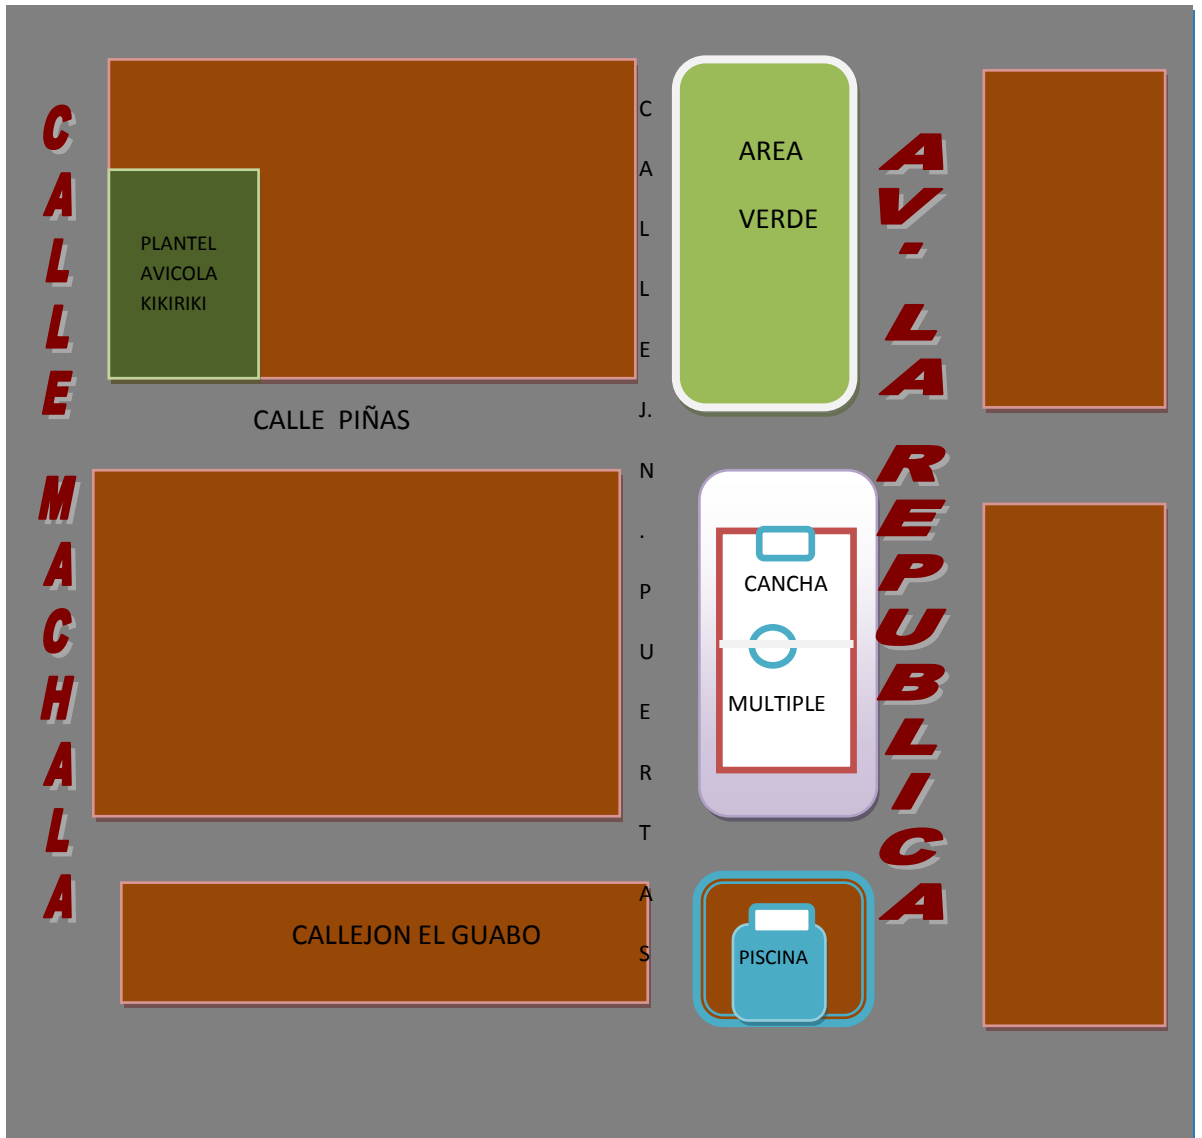 CALLE MACHALA
PLANTEL
AVICOLA
KIKIRIKI
CALLE PIÑAS
CALLE J. N. PUERTAS
AREA
VERDE
AV. LA REPUBLICA
CANCHA
MULTIPLE
CALLEJON EL GUABO
PISCINA